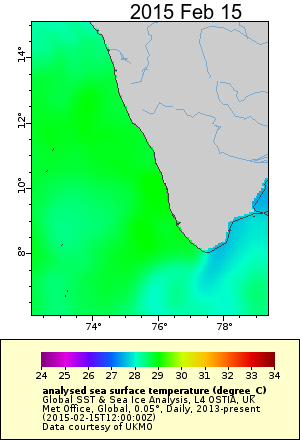 2015 Feb 15
14°
12°
10°
8°
74° 76° 78°
24 25 26 27 28 29 30 31 32 33 34
analysed sea surface temperature (degree_C)
Global SST & Sea Ice Analysis, L4 OSTIA, UK
Met Office, Global, 0.05°, Daily, 2013-present
(2015-02-15T12:00:00Z)
Data courtesy of UKMO